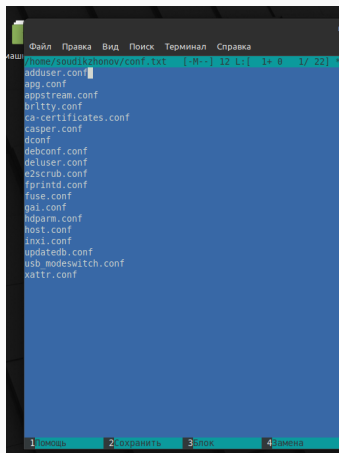 Файл Правка Вид Поиск Терминал Справка
/home/soudikzhonov/conf.txt [-M--] 12 L:[ 1+ 0 1/ 22] *
adduser.conf
apg.conf
appstream.conf
brltty.conf
ca-certificates.conf
casper.conf
dconf
debconf.conf
deluser.conf
e2scrub.conf
fprintd.conf
fuse.conf
gai.conf
hdparm.conf
host.conf
inxi.conf
updatedb.conf
usb_modeswitch.conf
xattr.conf
1Помощь 2Сохранить 3Блок 4Замена